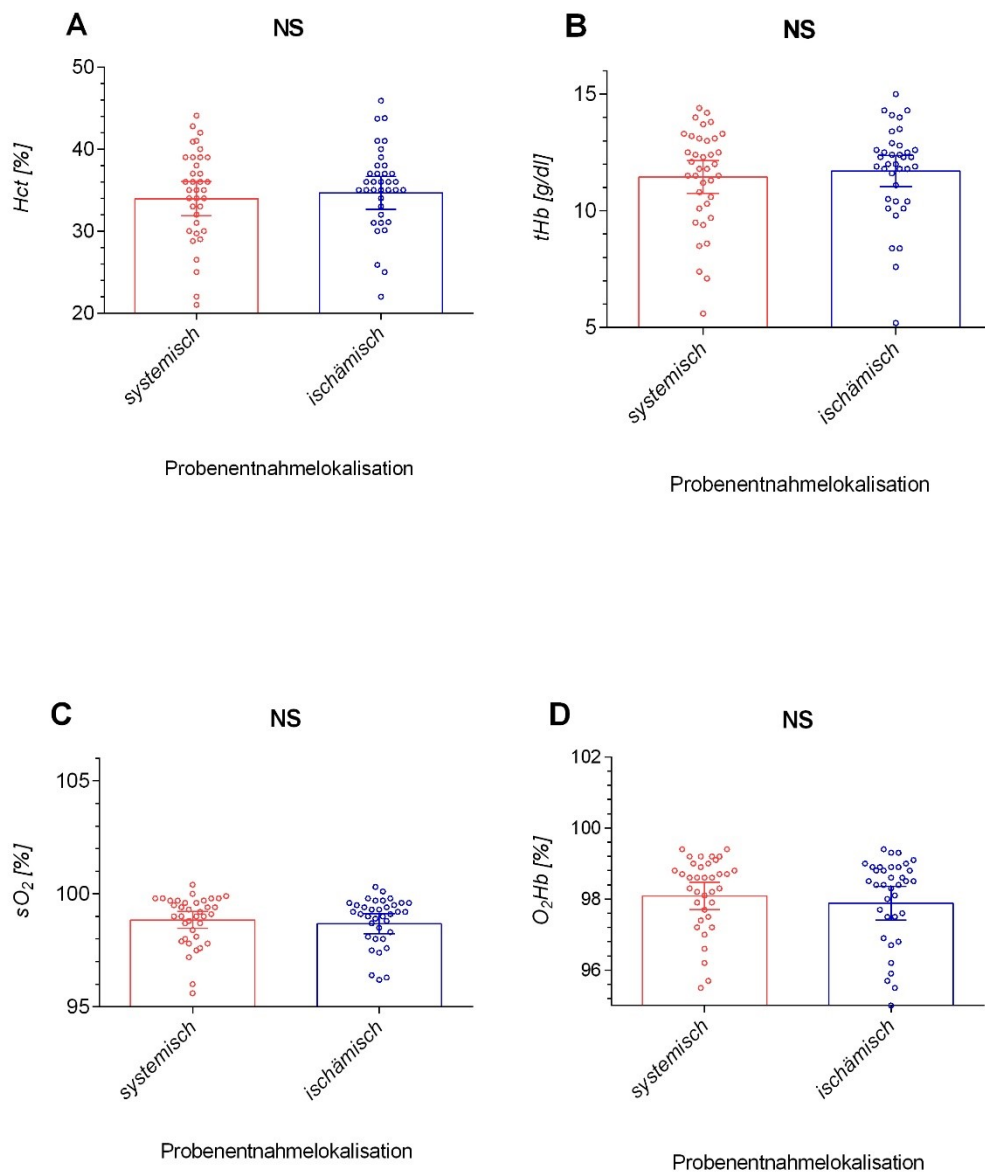 A
NS
Hct [%]
50
40
30
20
systemisch
ischämisch
Probenentnahmelokalisation
B
NS
tHb [g/dl]
15
10
5
systemisch
ischämisch
Probenentnahmelokalisation
C
NS
sO₂ [%]
105
100
95
systemisch
ischämisch
Probenentnahmelokalisation
D
NS
O₂Hb [%]
102
100
98
96
systemisch
ischämisch
Probenentnahmelokalisation